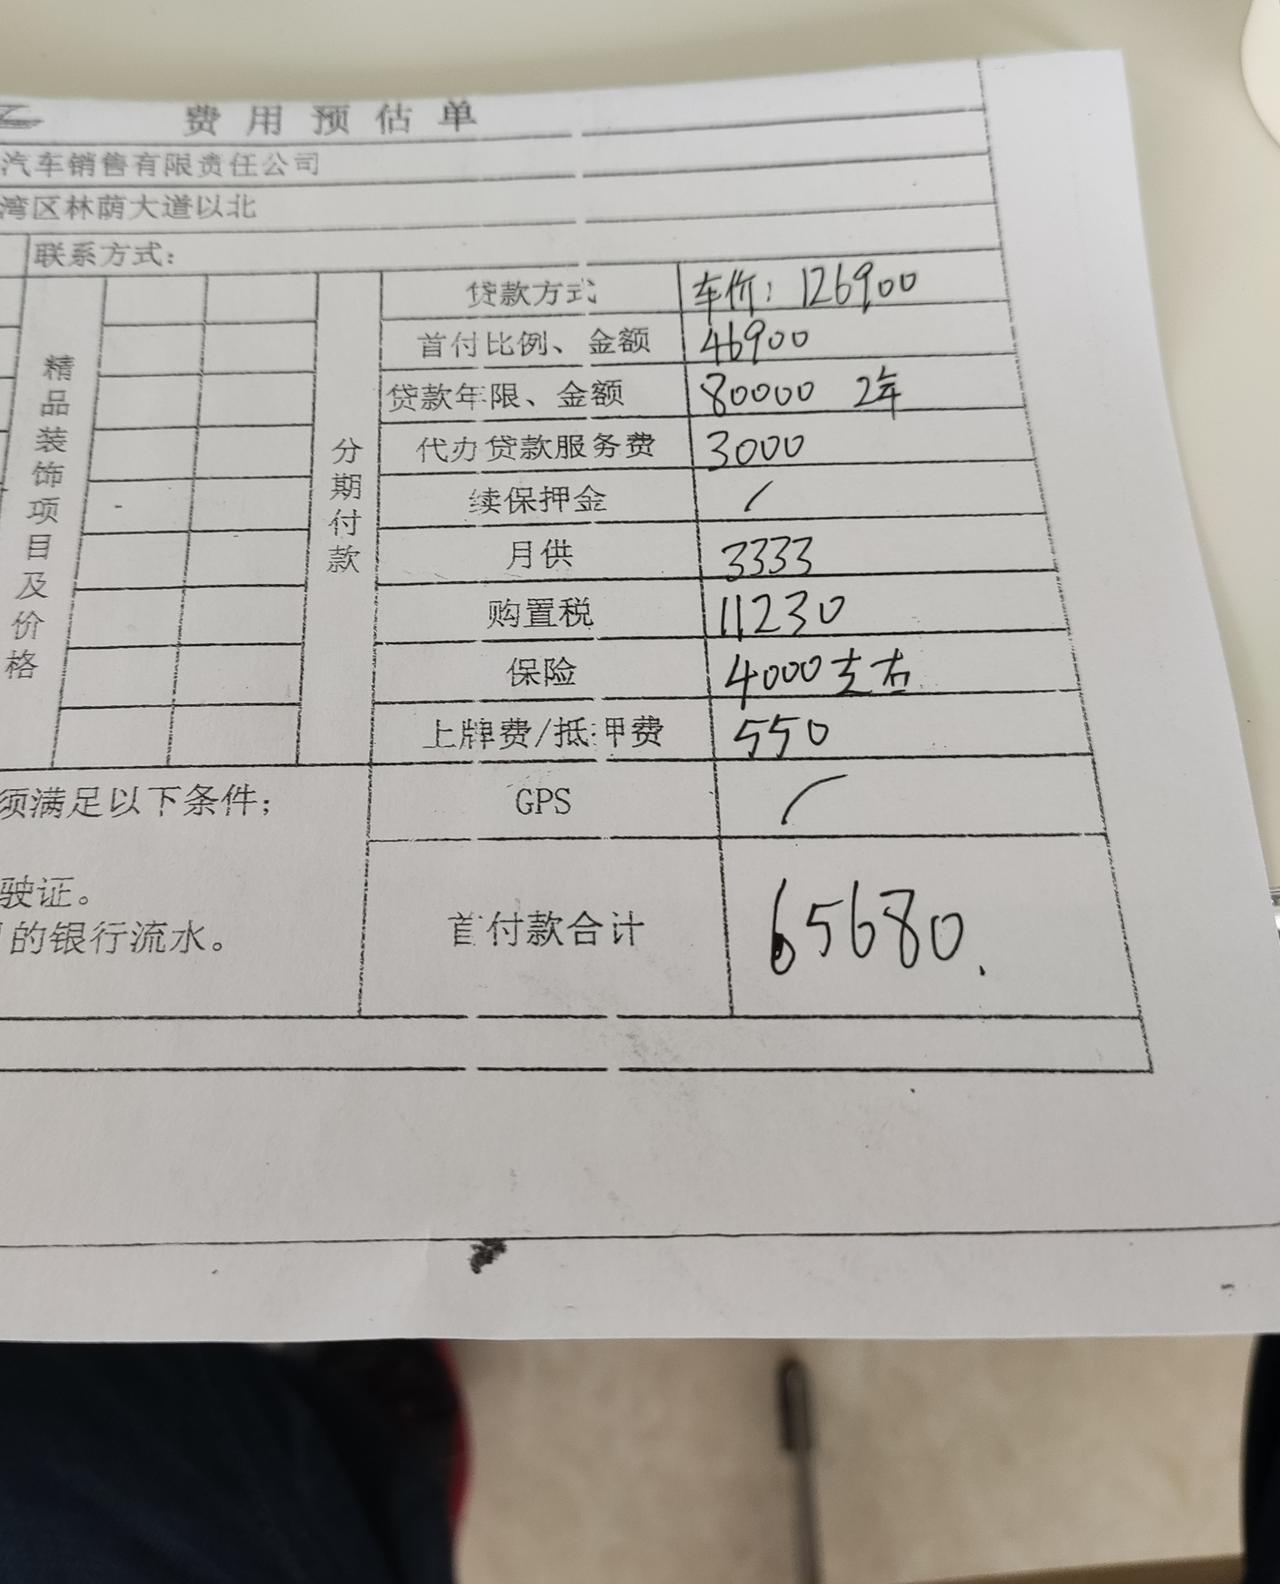 费用预估单
汽车销售有限责任公司
湾区林荫大道以北
联系方式:
精品装饰项目及价格
分期付款
贷款方式 车价: 126900
首付比例、金额 46900
贷款年限、金额 80000 2年
代办贷款服务费 3000
续保押金 /
月供 3333
购置税 11230
保险 4000左右
上牌费/抵押费 550
须满足以下条件; GPS /
驶证。
的银行流水。
首付款合计 65680.